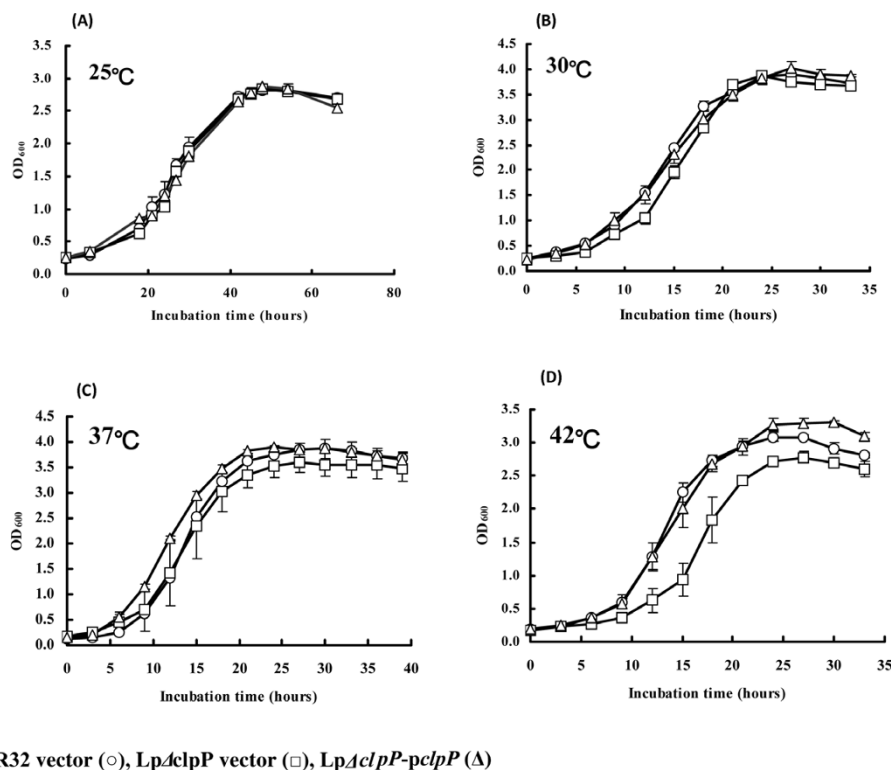 (A)
25℃
3.5
3.0
2.5
2.0
1.5
1.0
0.5
0.0
OD600
0 20 40 60 80
Incubation time (hours)
(B)
30℃
4.5
4.0
3.5
3.0
2.5
2.0
1.5
1.0
0.5
0.0
OD600
0 5 10 15 20 25 30 35
Incubation time (hours)
(C)
37℃
4.5
4.0
3.5
3.0
2.5
2.0
1.5
1.0
0.5
0.0
OD600
0 5 10 15 20 25 30 35 40
Incubation time (hours)
(D)
42℃
3.5
3.0
2.5
2.0
1.5
1.0
0.5
0.0
OD600
0 5 10 15 20 25 30 35
Incubation time (hours)
R32 vector (○), LpΔclpP vector (□), LpΔclpP-pclpP (Δ)